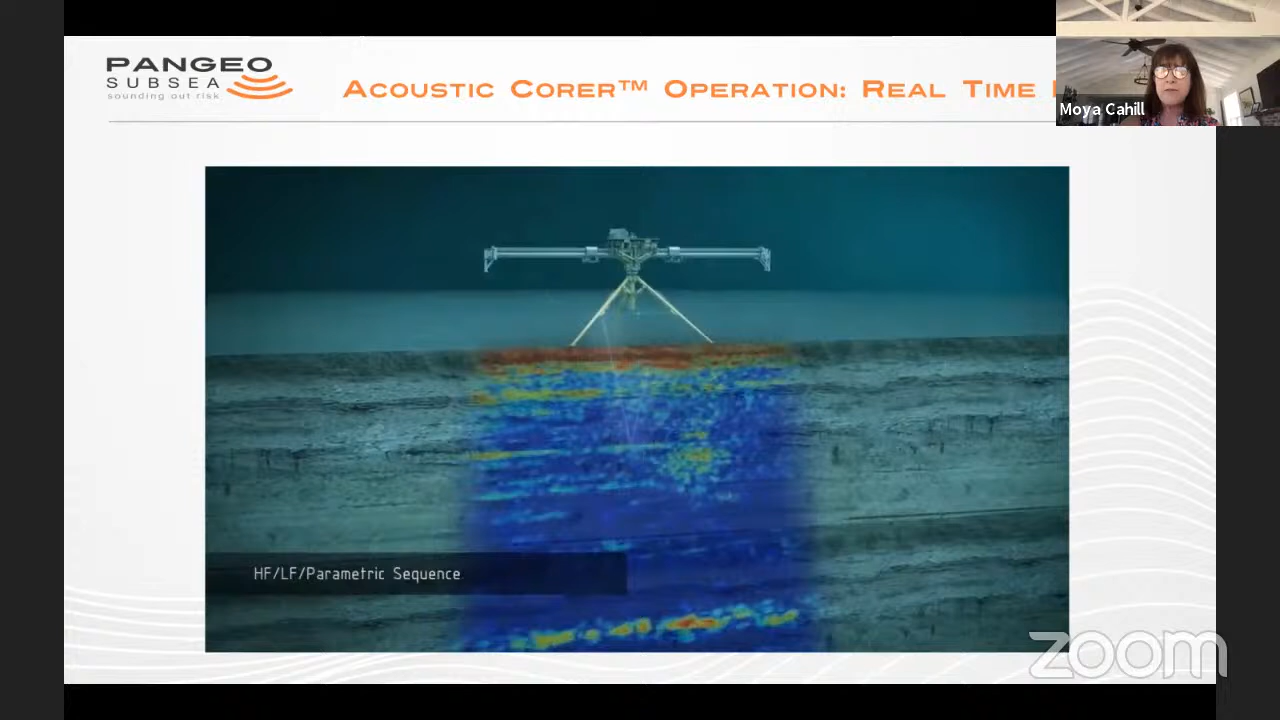 PANGEO
SUBSEA
sounding out risk
ACOUSTIC CORER™ OPERATION: REAL TIME
Moya Cahill
HF/LF/Parametric Sequence
zoom